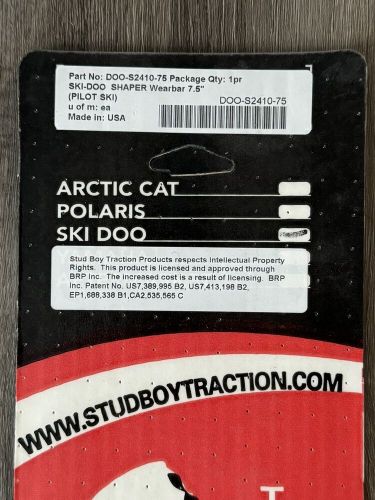 Part No: DOO-S2410-75 Package Qty: 1pr
SKI-DOO SHAPER Wearbar 7.5"
(PILOT SKI)
u of m: ea
Made in: USA
DOO-S2410-75
ARCTIC CAT
POLARIS
SKI DOO
Stud Boy Traction Products respects Intellectual Property
Rights. This product is licensed and approved through
BRP Inc. The increased cost is a result of licensing. BRP
Inc. Patent No. US7,389,995 B2, US7,413,198 B2,
EP1,688,338 B1,CA2,535,565 C
WWW.STUDBOYTRACTION.COM
T